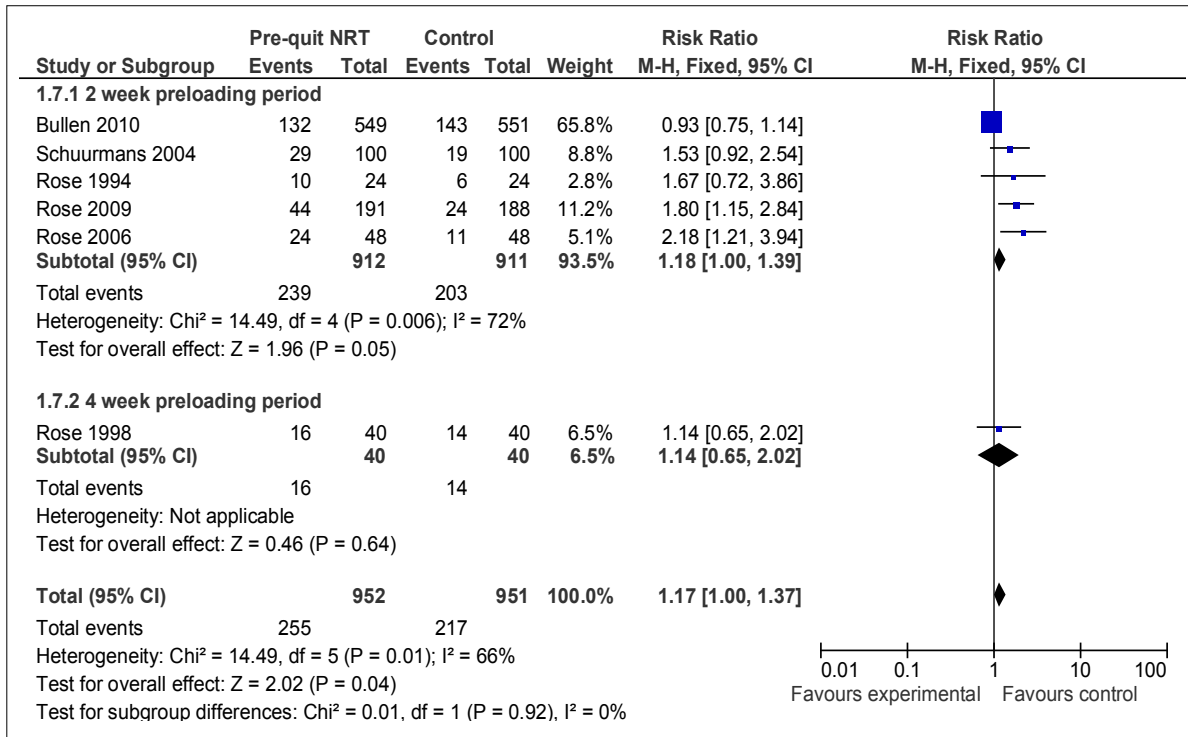 Pre-quit NRT Control Risk Ratio Risk Ratio
Study or Subgroup Events Total Events Total Weight M-H, Fixed, 95% CI M-H, Fixed, 95% CI
1.7.1 2 week preloading period
Bullen 2010 132 549 143 551 65.8% 0.93 [0.75, 1.14]
Schuurmans 2004 29 100 19 100 8.8% 1.53 [0.92, 2.54]
Rose 1994 10 24 6 24 2.8% 1.67 [0.72, 3.86]
Rose 2009 44 191 24 188 11.2% 1.80 [1.15, 2.84]
Rose 2006 24 48 11 48 5.1% 2.18 [1.21, 3.94]
Subtotal (95% CI) 912 911 93.5% 1.18 [1.00, 1.39]
Total events 239 203
Heterogeneity: Chi² = 14.49, df = 4 (P = 0.006); I² = 72%
Test for overall effect: Z = 1.96 (P = 0.05)
1.7.2 4 week preloading period
Rose 1998 16 40 14 40 6.5% 1.14 [0.65, 2.02]
Subtotal (95% CI) 40 40 6.5% 1.14 [0.65, 2.02]
Total events 16 14
Heterogeneity: Not applicable
Test for overall effect: Z = 0.46 (P = 0.64)
Total (95% CI) 952 951 100.0% 1.17 [1.00, 1.37]
Total events 255 217
Heterogeneity: Chi² = 14.49, df = 5 (P = 0.01); I² = 66%
Test for overall effect: Z = 2.02 (P = 0.04)
Test for subgroup differences: Chi² = 0.01, df = 1 (P = 0.92), I² = 0%
0.01 0.1 1 10 100
Favours experimental Favours control